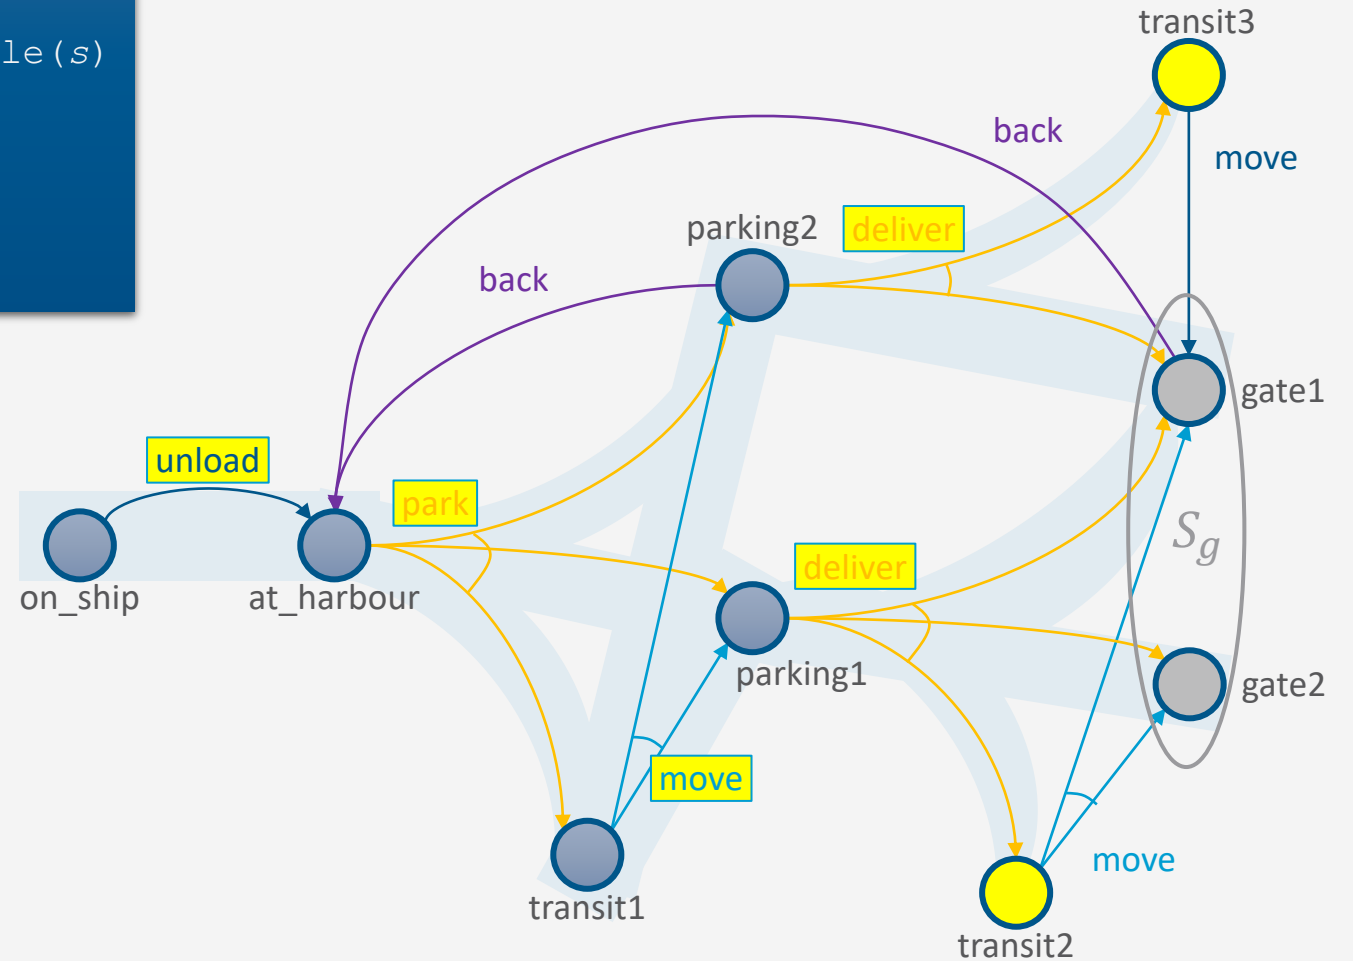 le(s)
transit3
back
move
parking2
deliver
back
gate1
unload
park
S_g
deliver
on_ship
at_harbour
parking1
gate2
move
move
transit1
transit2